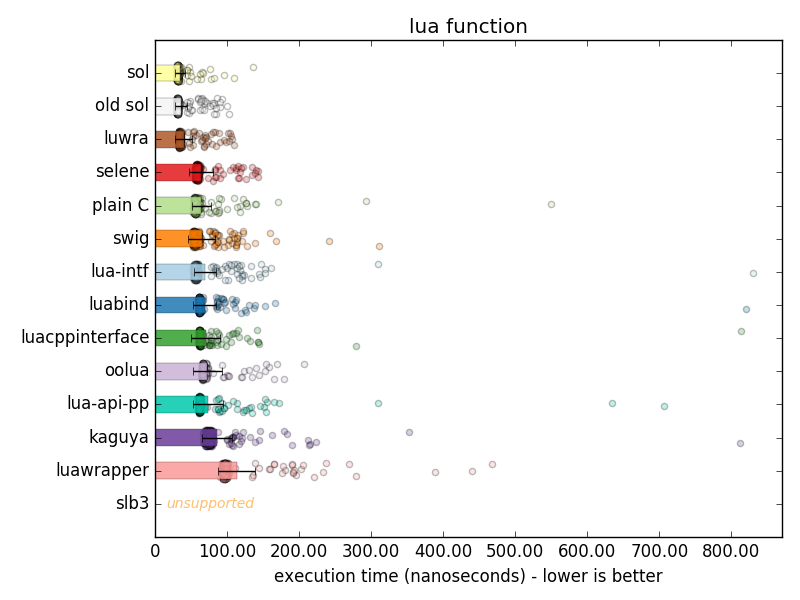 lua function
sol
old sol
luwra
selene
plain C
swig
lua-intf
luabind
luacppinterface
oolua
lua-api-pp
kaguya
luawrapper
slb3 unsupported
0 100.00 200.00 300.00 400.00 500.00 600.00 700.00 800.00
execution time (nanoseconds) - lower is better